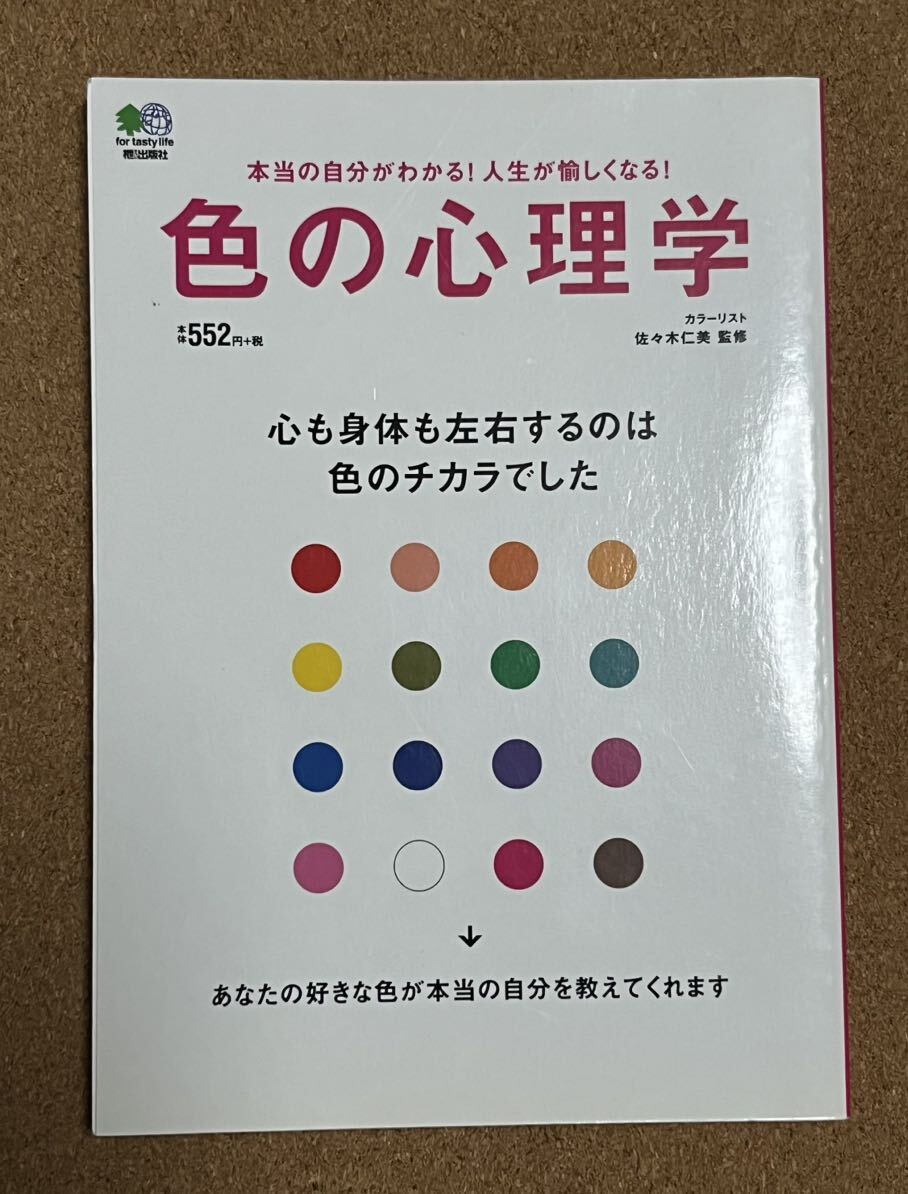 for tasty life
枻出版社
本当の自分がわかる！人生が愉しくなる！
色の心理学
本体552円+税
カラーリスト
佐々木仁美 監修
心も身体も左右するのは
色のチカラでした
↓
あなたの好きな色が本当の自分を教えてくれます